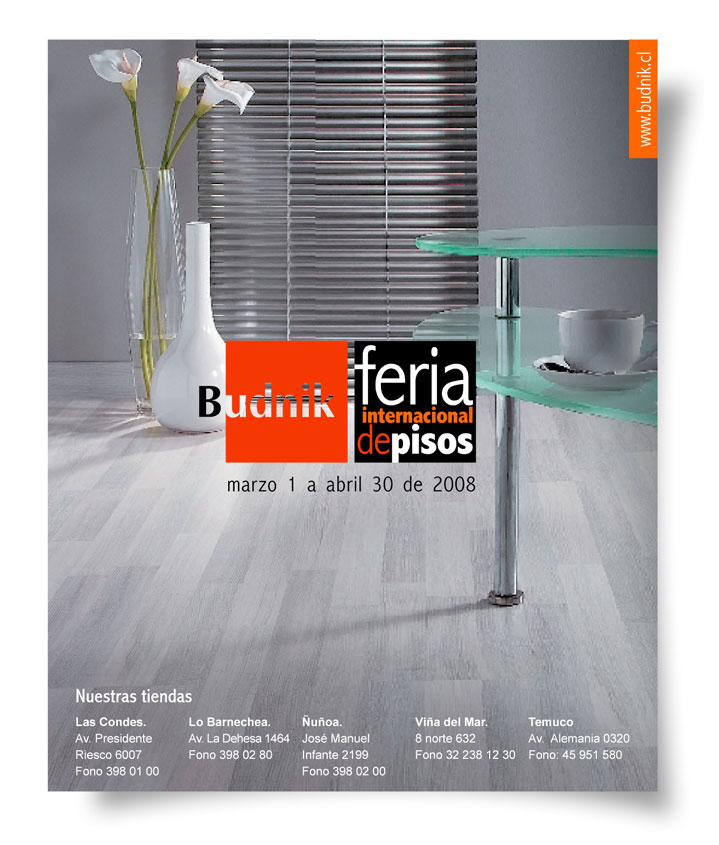 www.budnik.cl
Budnik
feria
internacional
depisos
marzo 1 a abril 30 de 2008
Nuestras tiendas
Las Condes.
Av. Presidente
Riesco 6007
Fono 398 01 00
Lo Barnechea.
Av. La Dehesa 1464
Fono 398 02 80
Ñuñoa.
José Manuel
Infante 2199
Fono 398 02 00
Viña del Mar.
8 norte 632
Fono 32 238 12 30
Temuco
Av. Alemania 0320
Fono: 45 951 580